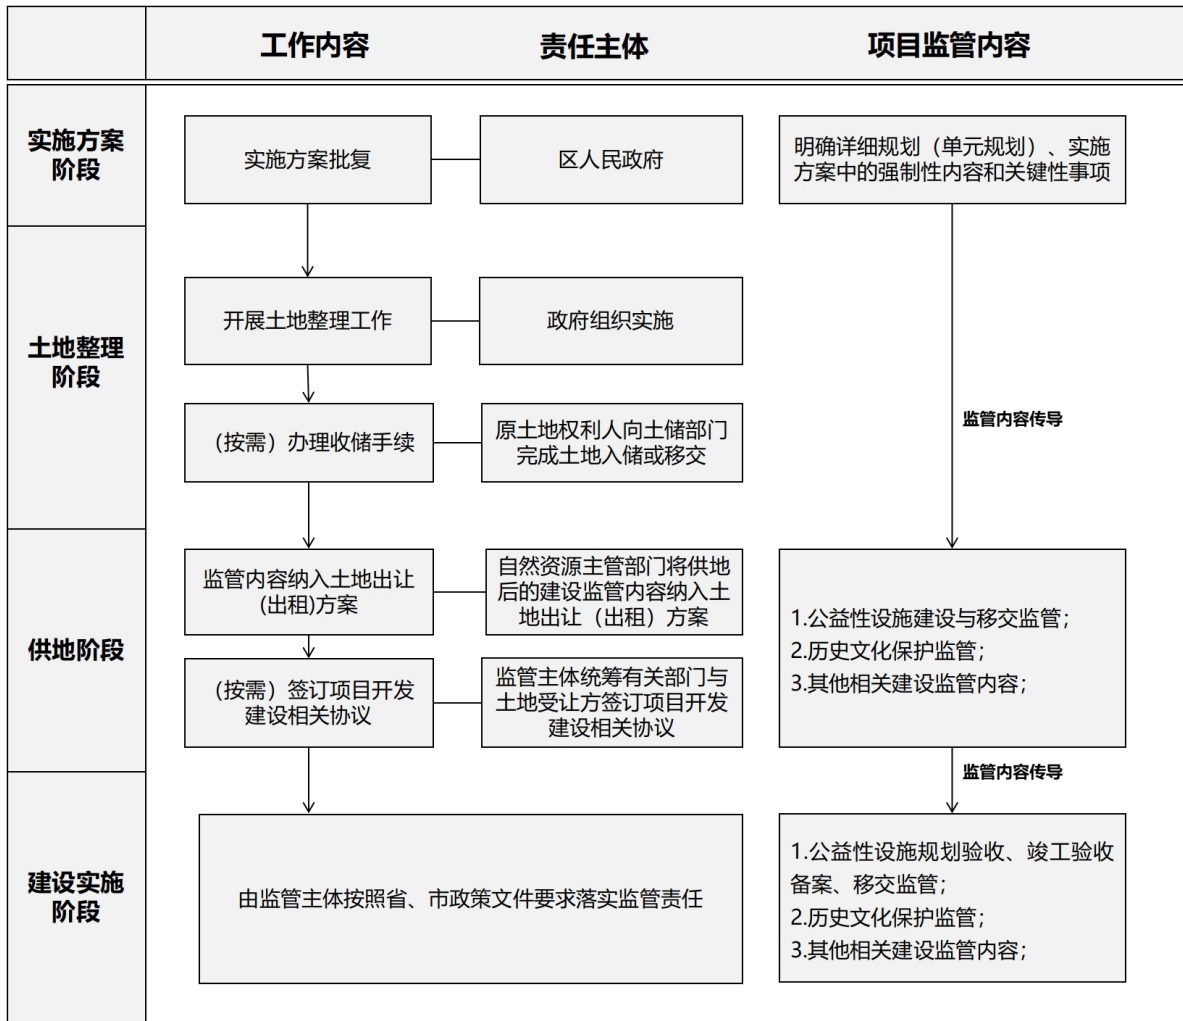 工作内容 责任主体 项目监管内容
实施方案
阶段
实施方案批复
区人民政府
明确详细规划（单元规划）、实施
方案中的强制性内容和关键性事项
土地整理
阶段
开展土地整理工作
政府组织实施
（按需）办理收储手续
原土地权利人向土储部门
完成土地入储或移交
监管内容传导
供地阶段
监管内容纳入土地出让
(出租)方案
自然资源主管部门将供地
后的建设监管内容纳入土
地出让（出租）方案
（按需）签订项目开发
建设相关协议
监管主体统筹有关部门与
土地受让方签订项目开发
建设相关协议
1.公益性设施建设与移交监管；
2.历史文化保护监管；
3.其他相关建设监管内容；
监管内容传导
建设实施
阶段
由监管主体按照省、市政策文件要求落实监管责任
1.公益性设施规划验收、竣工验收
备案、移交监管；
2.历史文化保护监管；
3.其他相关建设监管内容；